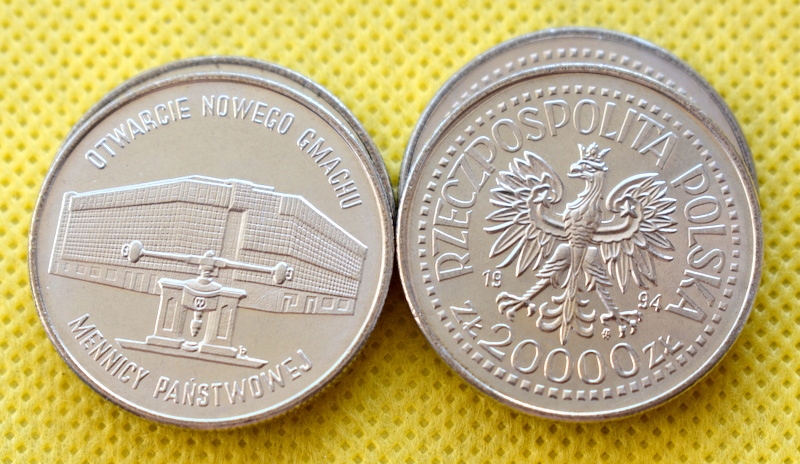 OTWARCIE NOWEGO GMACHU
MENNICY PAŃSTWOWEJ
RZECZPOSPOLITA POLSKA
19 94
ZŁ 20000 ZŁ